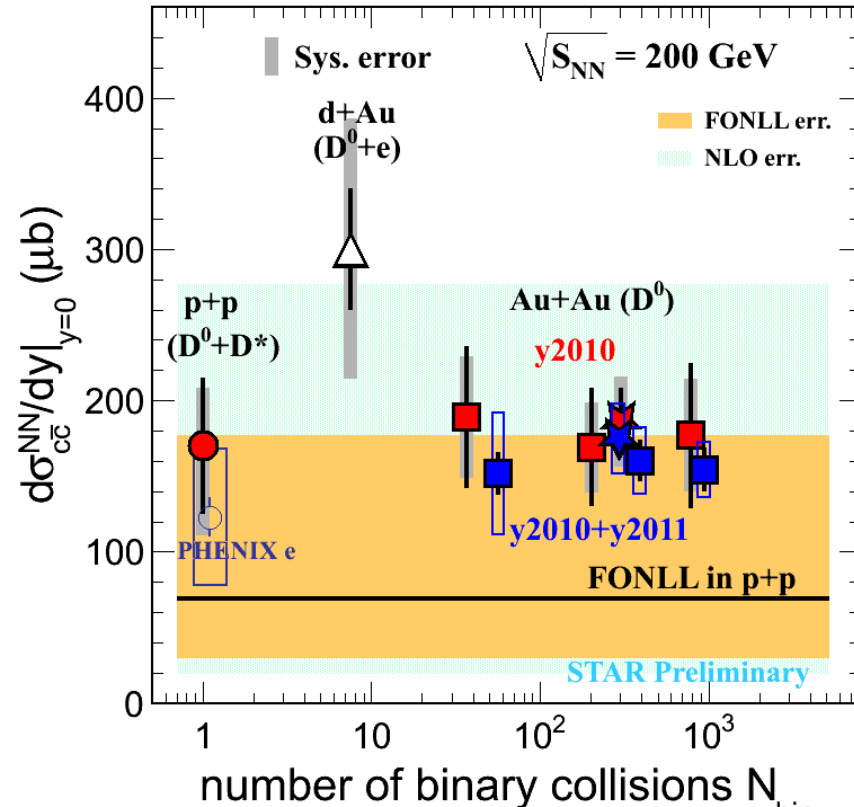 Sys. error
√S_NN = 200 GeV
FONLL err.
NLO err.
d+Au
(D⁰+e)
p+p
(D⁰+D*)
Au+Au (D⁰)
y2010
y2010+y2011
PHENIX e
FONLL in p+p
STAR Preliminary
dσ^NN_cc̅/dy|_y=0 (μb)
400
300
200
100
0
1 10 10² 10³
number of binary collisions N